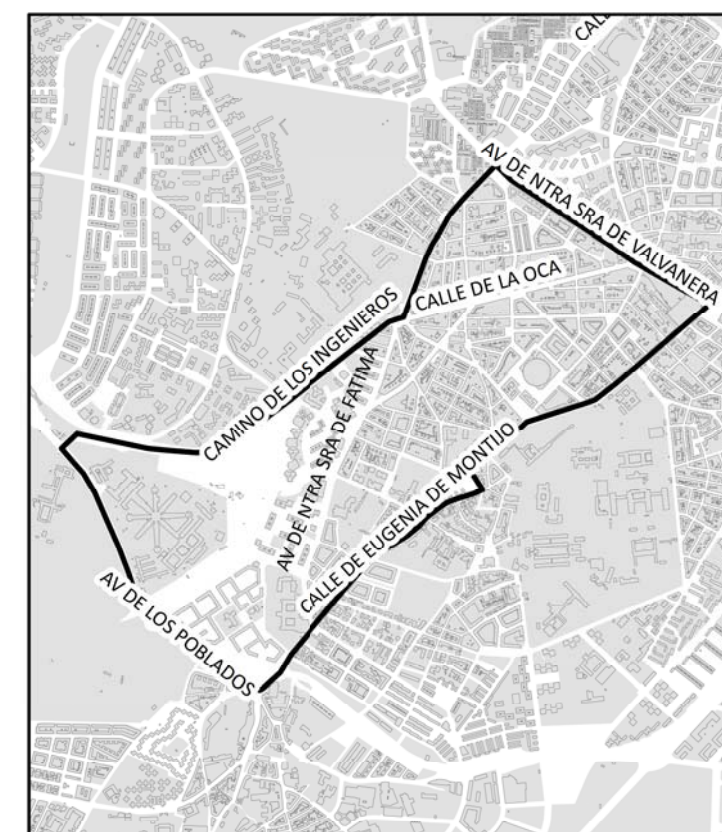 CALLE
AV DE NTRA SRA DE VALVANERA
CALLE DE LA OCA
CAMINO DE LOS INGENIEROS
AV DE NTRA SRA DE FATIMA
CALLE DE EUGENIA DE MONTIJO
AV DE LOS POBLADOS